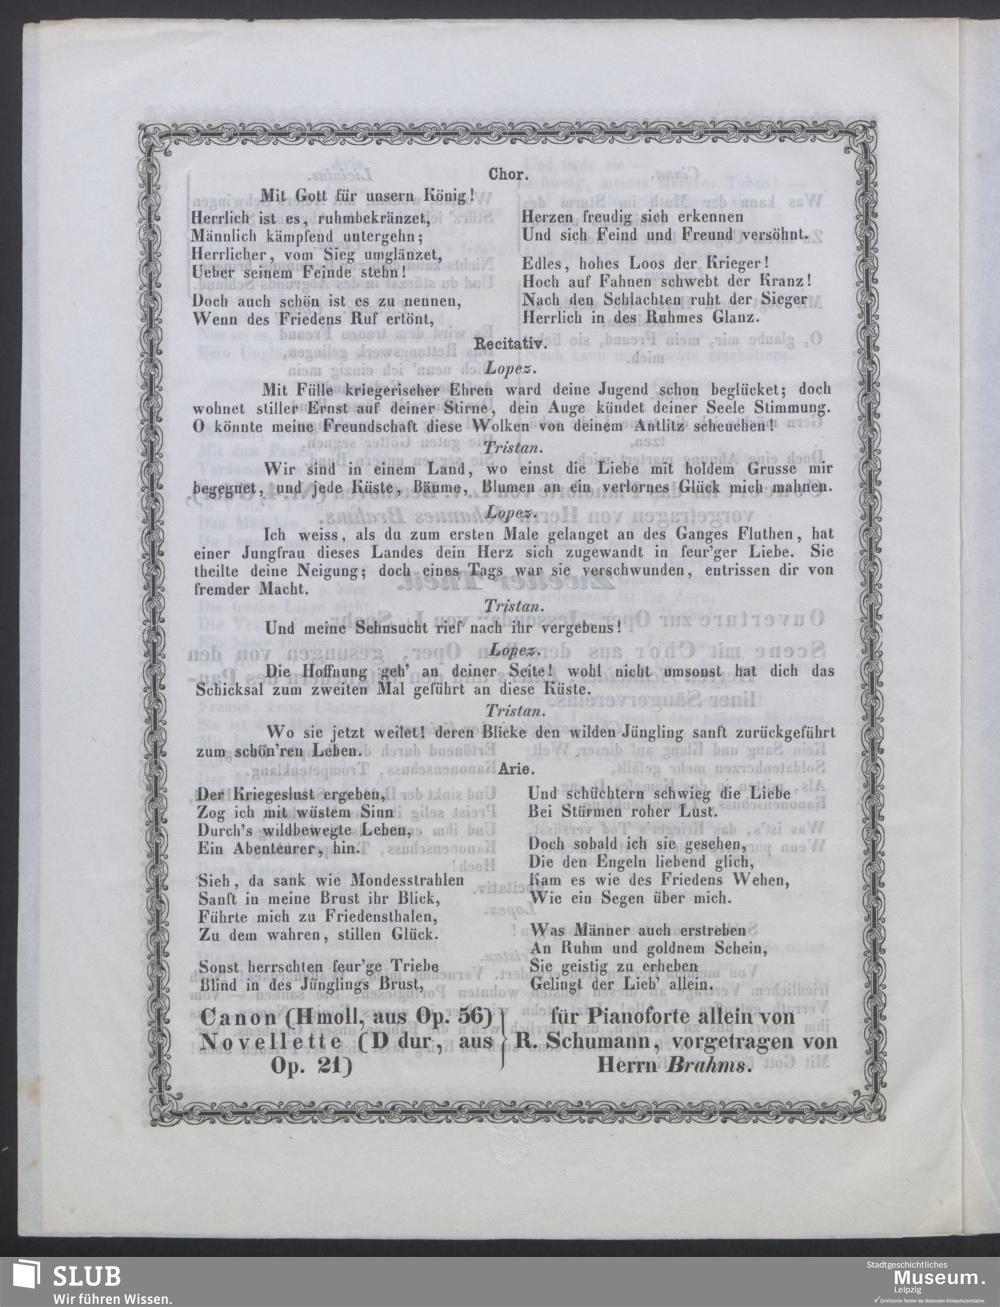 Chor.
Mit Gott für unsern König!
Herrlich ist es, ruhmbekränzet,
Männlich kämpfend untergehn;
Herrlicher, vom Sieg umglänzet,
Ueber seinem Feinde stehn!
Doch auch schön ist es zu nennen,
Wenn des Friedens Ruf ertönt,
Herzen freudig sich erkennen
Und sich Feind und Freund versöhnt.
Edles, hohes Loos der Krieger!
Hoch auf Fahnen schwebt der Kranz!
Nach den Schlachten ruht der Sieger
Herrlich in des Ruhmes Glanz.
Recitativ.
Lopez.
Mit Fülle kriegerischer Ehren ward deine Jugend schon beglücket; doch
wohnet stiller Ernst auf deiner Stirne, dein Auge kündet deiner Seele Stimmung.
O könnte meine Freundschaft diese Wolken von deinem Antlitz scheuchen!
Tristan.
Wir sind in einem Land, wo einst die Liebe mit holdem Grusse mir
begegnet, und jede Küste, Bäume, Blumen an ein verlornes Glück mich mahnen.
Lopez.
Ich weiss, als du zum ersten Male gelanget an des Ganges Fluthen, hat
einer Jungfrau dieses Landes dein Herz sich zugewandt in feur'ger Liebe. Sie
theilte deine Neigung; doch eines Tags war sie verschwunden, entrissen dir von
fremder Macht.
Tristan.
Und meine Sehnsucht rief nach ihr vergebens!
Lopez.
Die Hoffnung geh' an deiner Seite! wohl nicht umsonst hat dich das
Schicksal zum zweiten Mal geführt an diese Küste.
Tristan.
Wo sie jetzt weilet! deren Blicke den wilden Jüngling sanft zurückgeführt
zum schön'ren Leben.
Arie.
Der Kriegeslust ergeben,
Zog ich mit wüstem Sinn
Durch's wildbewegte Leben,
Ein Abenteurer, hin.
Sieh, da sank wie Mondesstrahlen
Sanft in meine Brust ihr Blick,
Führte mich zu Friedensthalen,
Zu dem wahren, stillen Glück.
Sonst herrschten feur'ge Triebe
Blind in des Jünglings Brust,
Und schüchtern schwieg die Liebe
Bei Stürmen roher Lust.
Doch sobald ich sie gesehen,
Die den Engeln liebend glich,
Kam es wie des Friedens Wehen,
Wie ein Segen über mich.
Was Männer auch erstreben
An Ruhm und goldnem Schein,
Sie geistig zu erheben
Gelingt der Lieb' allein.
Canon (H moll, aus Op. 56)
Novellette (D dur, aus
Op. 21)
für Pianoforte allein von
R. Schumann, vorgetragen von
Herrn Brahms.
SLUB
Wir führen Wissen.
Stadtgeschichtliches
Museum.
Leipzig